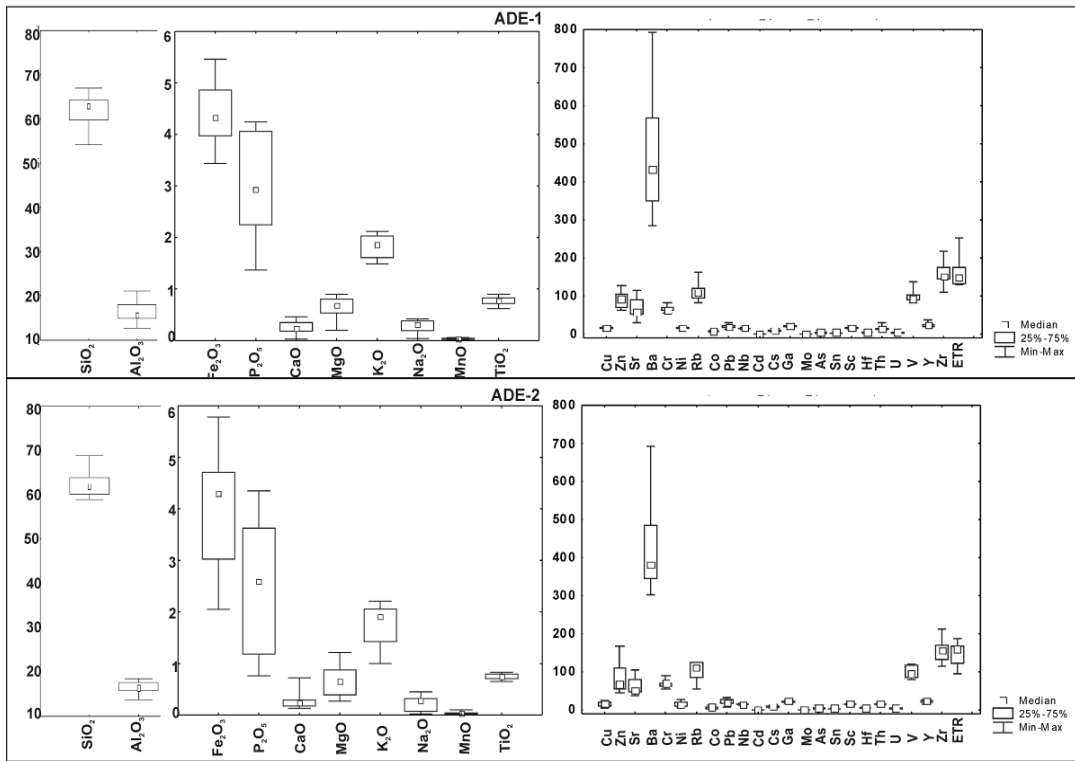 ADE-1
80
70
60
50
40
30
20
10
SiO₂
Al₂O₃
6
5
4
3
2
1
0
Fe₂O₃
P₂O₅
CaO
MgO
K₂O
Na₂O
MnO
TiO₂
800
700
600
500
400
300
200
100
0
Cu
Zn
Sr
Ba
Cr
Ni
Rb
Co
Pb
Nb
Cd
Cs
Ga
Mo
As
Sn
Sc
Hf
Th
U
V
Y
Zr
ETR
Median
25%-75%
Min-Max
ADE-2
80
70
60
50
40
30
20
10
SiO₂
Al₂O₃
6
5
4
3
2
1
0
Fe₂O₃
P₂O₅
CaO
MgO
K₂O
Na₂O
MnO
TiO₂
800
700
600
500
400
300
200
100
0
Cu
Zn
Sr
Ba
Cr
Ni
Rb
Co
Pb
Nb
Cd
Cs
Ga
Mo
As
Sn
Sc
Hf
Th
U
V
Y
Zr
ETR
Median
25%-75%
Min-Max